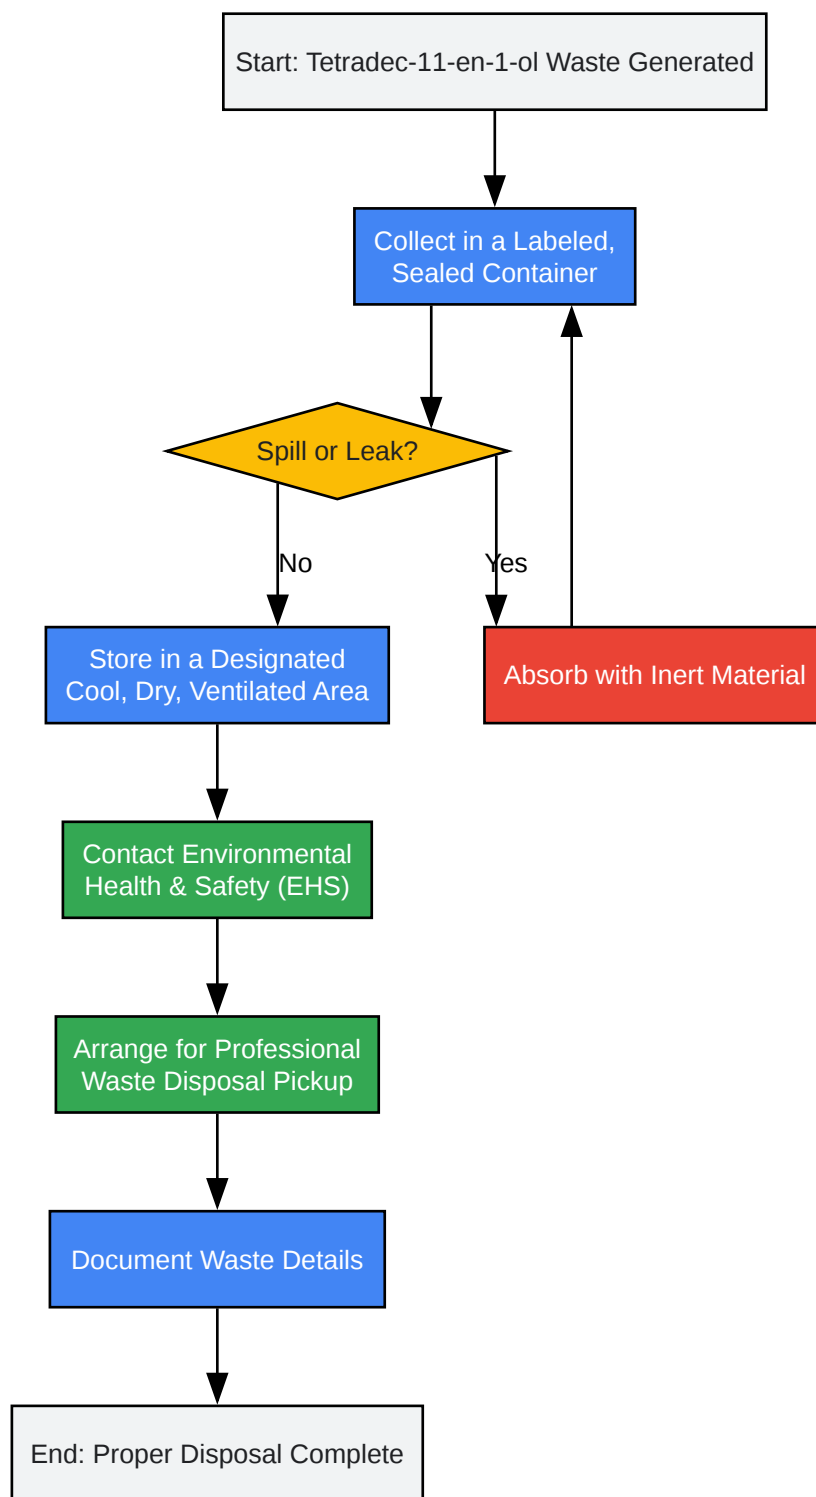 Start: Tetradec-11-en-1-ol Waste Generated
Collect in a Labeled,
Sealed Container
Spill or Leak?
No
Yes
Store in a Designated
Cool, Dry, Ventilated Area
Absorb with Inert Material
Contact Environmental
Health & Safety (EHS)
Arrange for Professional
Waste Disposal Pickup
Document Waste Details
End: Proper Disposal Complete